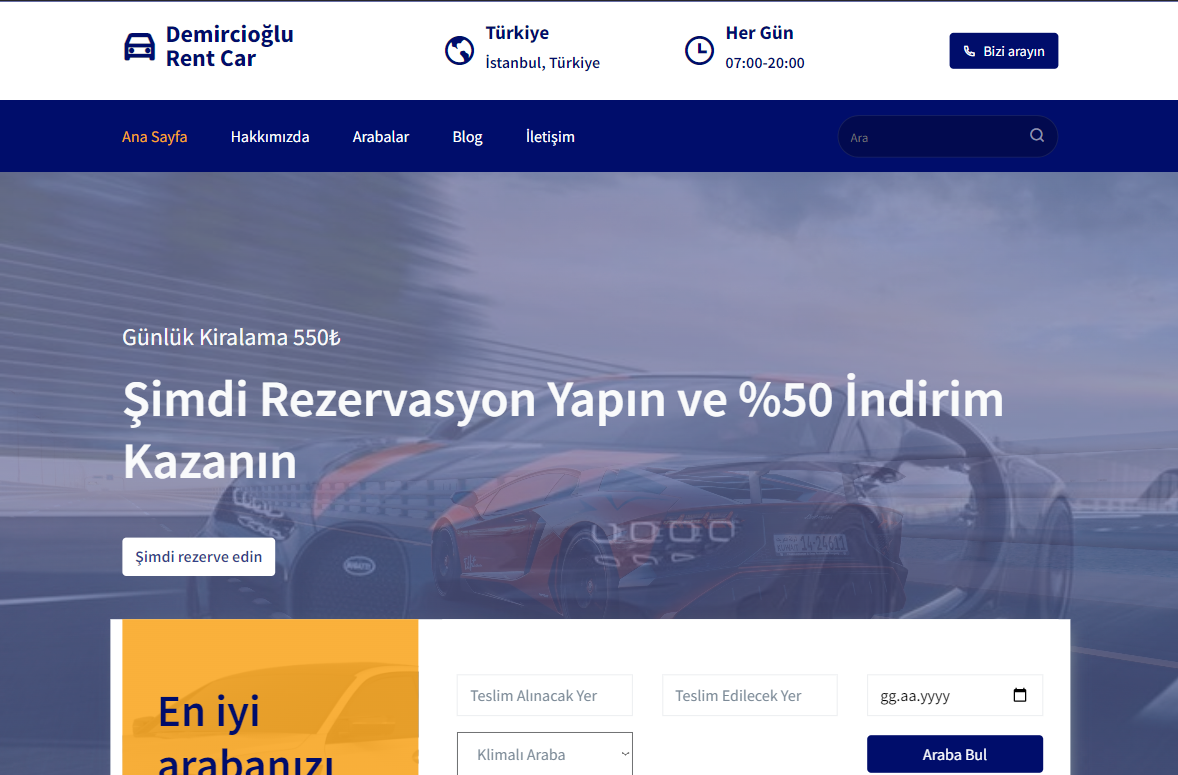 Demircioğlu
Rent Car
Türkiye
İstanbul, Türkiye
Her Gün
07:00-20:00
Bizi arayın
Ana Sayfa
Hakkımızda
Arabalar
Blog
İletişim
Ara
Günlük Kiralama 550₺
Şimdi Rezervasyon Yapın ve %50 İndirim
Kazanın
Şimdi rezerve edin
En iyi
arabanızı
Teslim Alınacak Yer
Teslim Edilecek Yer
gg.aa.yyyy
Klimalı Araba
Araba Bul